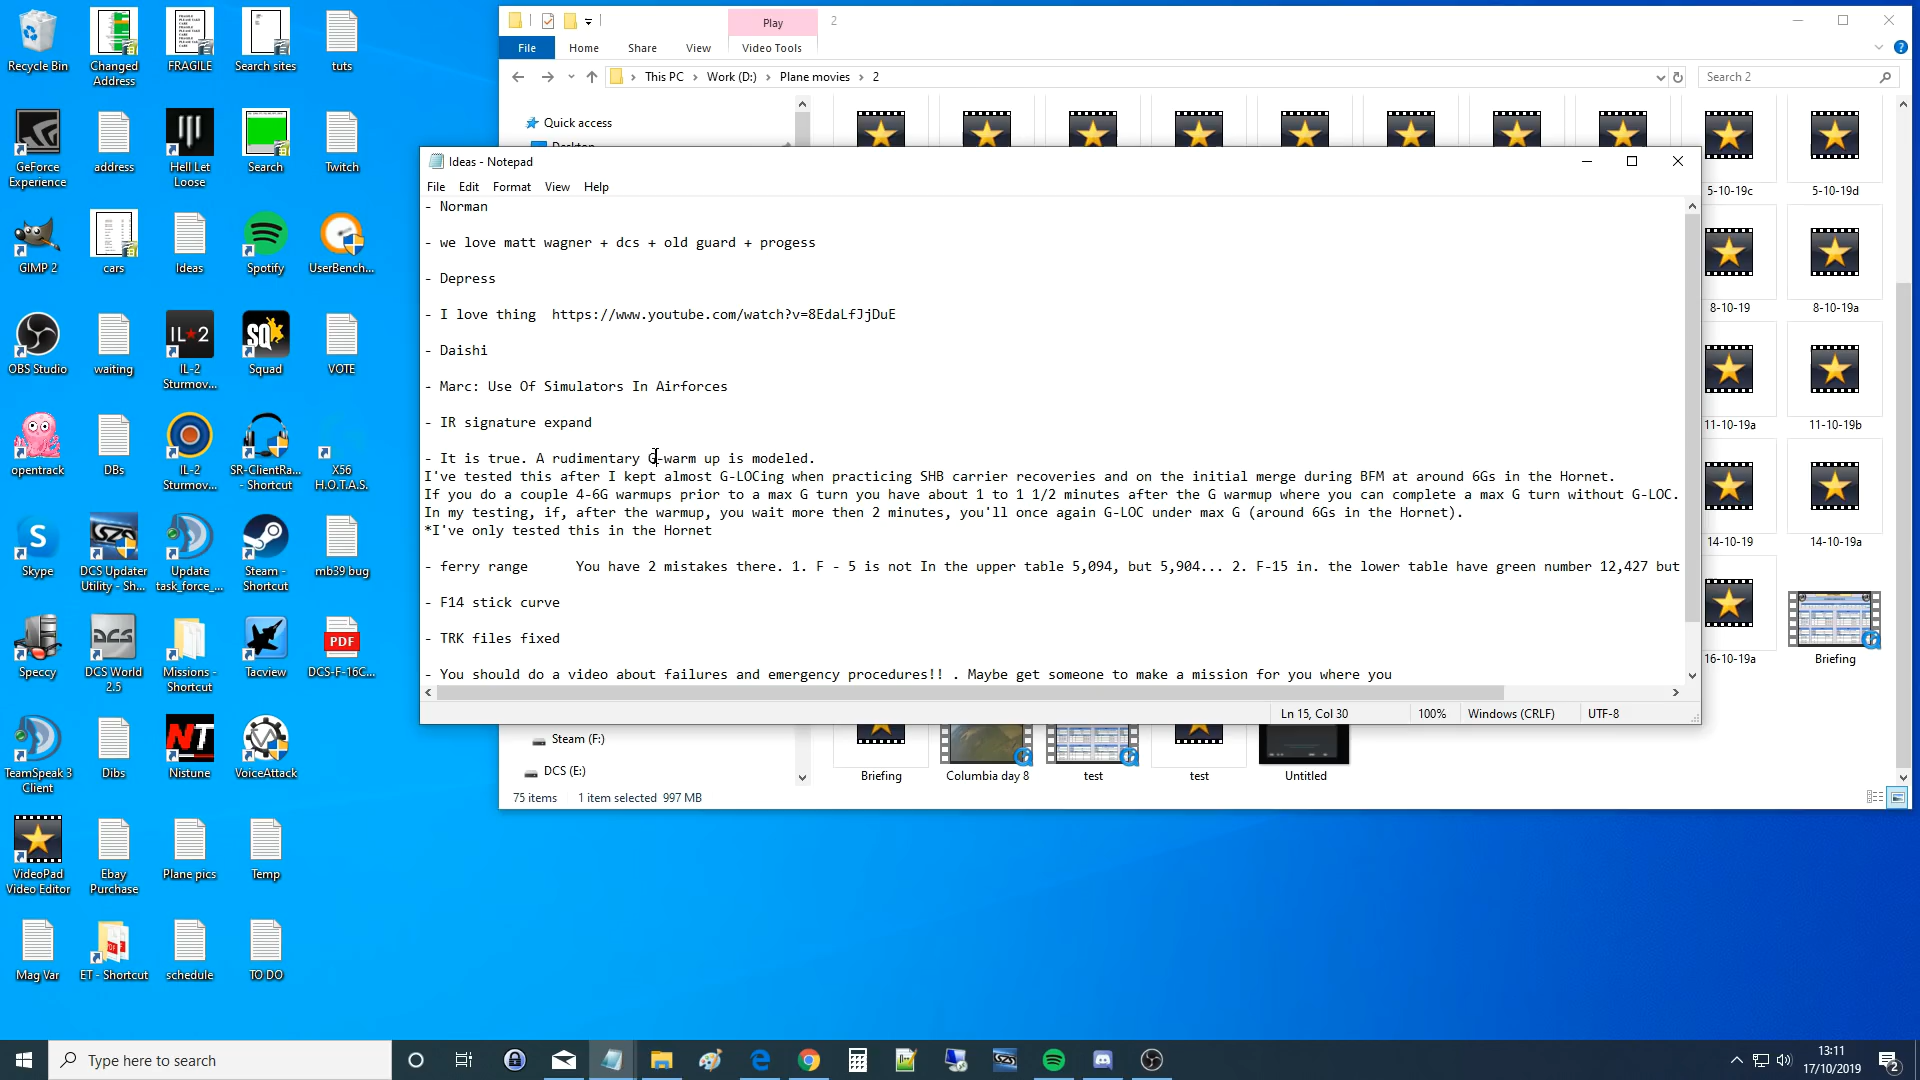 Recycle Bin
Changed Address
FRAGILE
Search sites
tuts
GeForce Experience
address
Hell Let Loose
Search
Twitch
GIMP 2
cars
Ideas
Spotify
UserBench...
OBS Studio
waiting
IL-2 Sturmov...
Squad
VOTE
opentrack
DBs
IL-2 Sturmov...
SR-ClientRa... - Shortcut
X56 H.O.T.A.S.
Skype
DCS Updater Utility - Sh...
Update task_force_...
Steam - Shortcut
mb39 bug
Speccy
DCS World 2.5
Missions - Shortcut
Tacview
DCS-F-16C...
TeamSpeak 3 Client
Dibs
Nistune
VoiceAttack
VideoPad Video Editor
Ebay Purchase
Plane pics
Temp
Mag Var
ET - Shortcut
schedule
TO DO
Play
2
File
Home
Share
View
Video Tools
This PC > Work (D:) > Plane movies > 2
Search 2
Quick access
Ideas - Notepad
File Edit Format View Help
- Norman
- we love matt wagner + dcs + old guard + progess
- Depress
- I love thing  https://www.youtube.com/watch?v=8EdaLfJjDuE
- Daishi
- Marc: Use Of Simulators In Airforces
- IR signature expand
- It is true. A rudimentary G-warm up is modeled.
I've tested this after I kept almost G-LOCing when practicing SHB carrier recoveries and on the initial merge during BFM at around 6Gs in the Hornet.
If you do a couple 4-6G warmups prior to a max G turn you have about 1 to 1 1/2 minutes after the G warmup where you can complete a max G turn without G-LOC.
In my testing, if, after the warmup, you wait more then 2 minutes, you'll once again G-LOC under max G (around 6Gs in the Hornet).
*I've only tested this in the Hornet
- ferry range      You have 2 mistakes there. 1. F - 5 is not In the upper table 5,094, but 5,904... 2. F-15 in. the lower table have green number 12,427 but
- F14 stick curve
- TRK files fixed
- You should do a video about failures and emergency procedures!! . Maybe get someone to make a mission for you where you
Ln 15, Col 30
100%
Windows (CRLF)
UTF-8
5-10-19c
5-10-19d
8-10-19
8-10-19a
11-10-19a
11-10-19b
14-10-19
14-10-19a
16-10-19a
Briefing
Steam (F:)
DCS (E:)
Briefing
Columbia day 8
test
test
Untitled
75 items
1 item selected 997 MB
Type here to search
13:11
17/10/2019
2